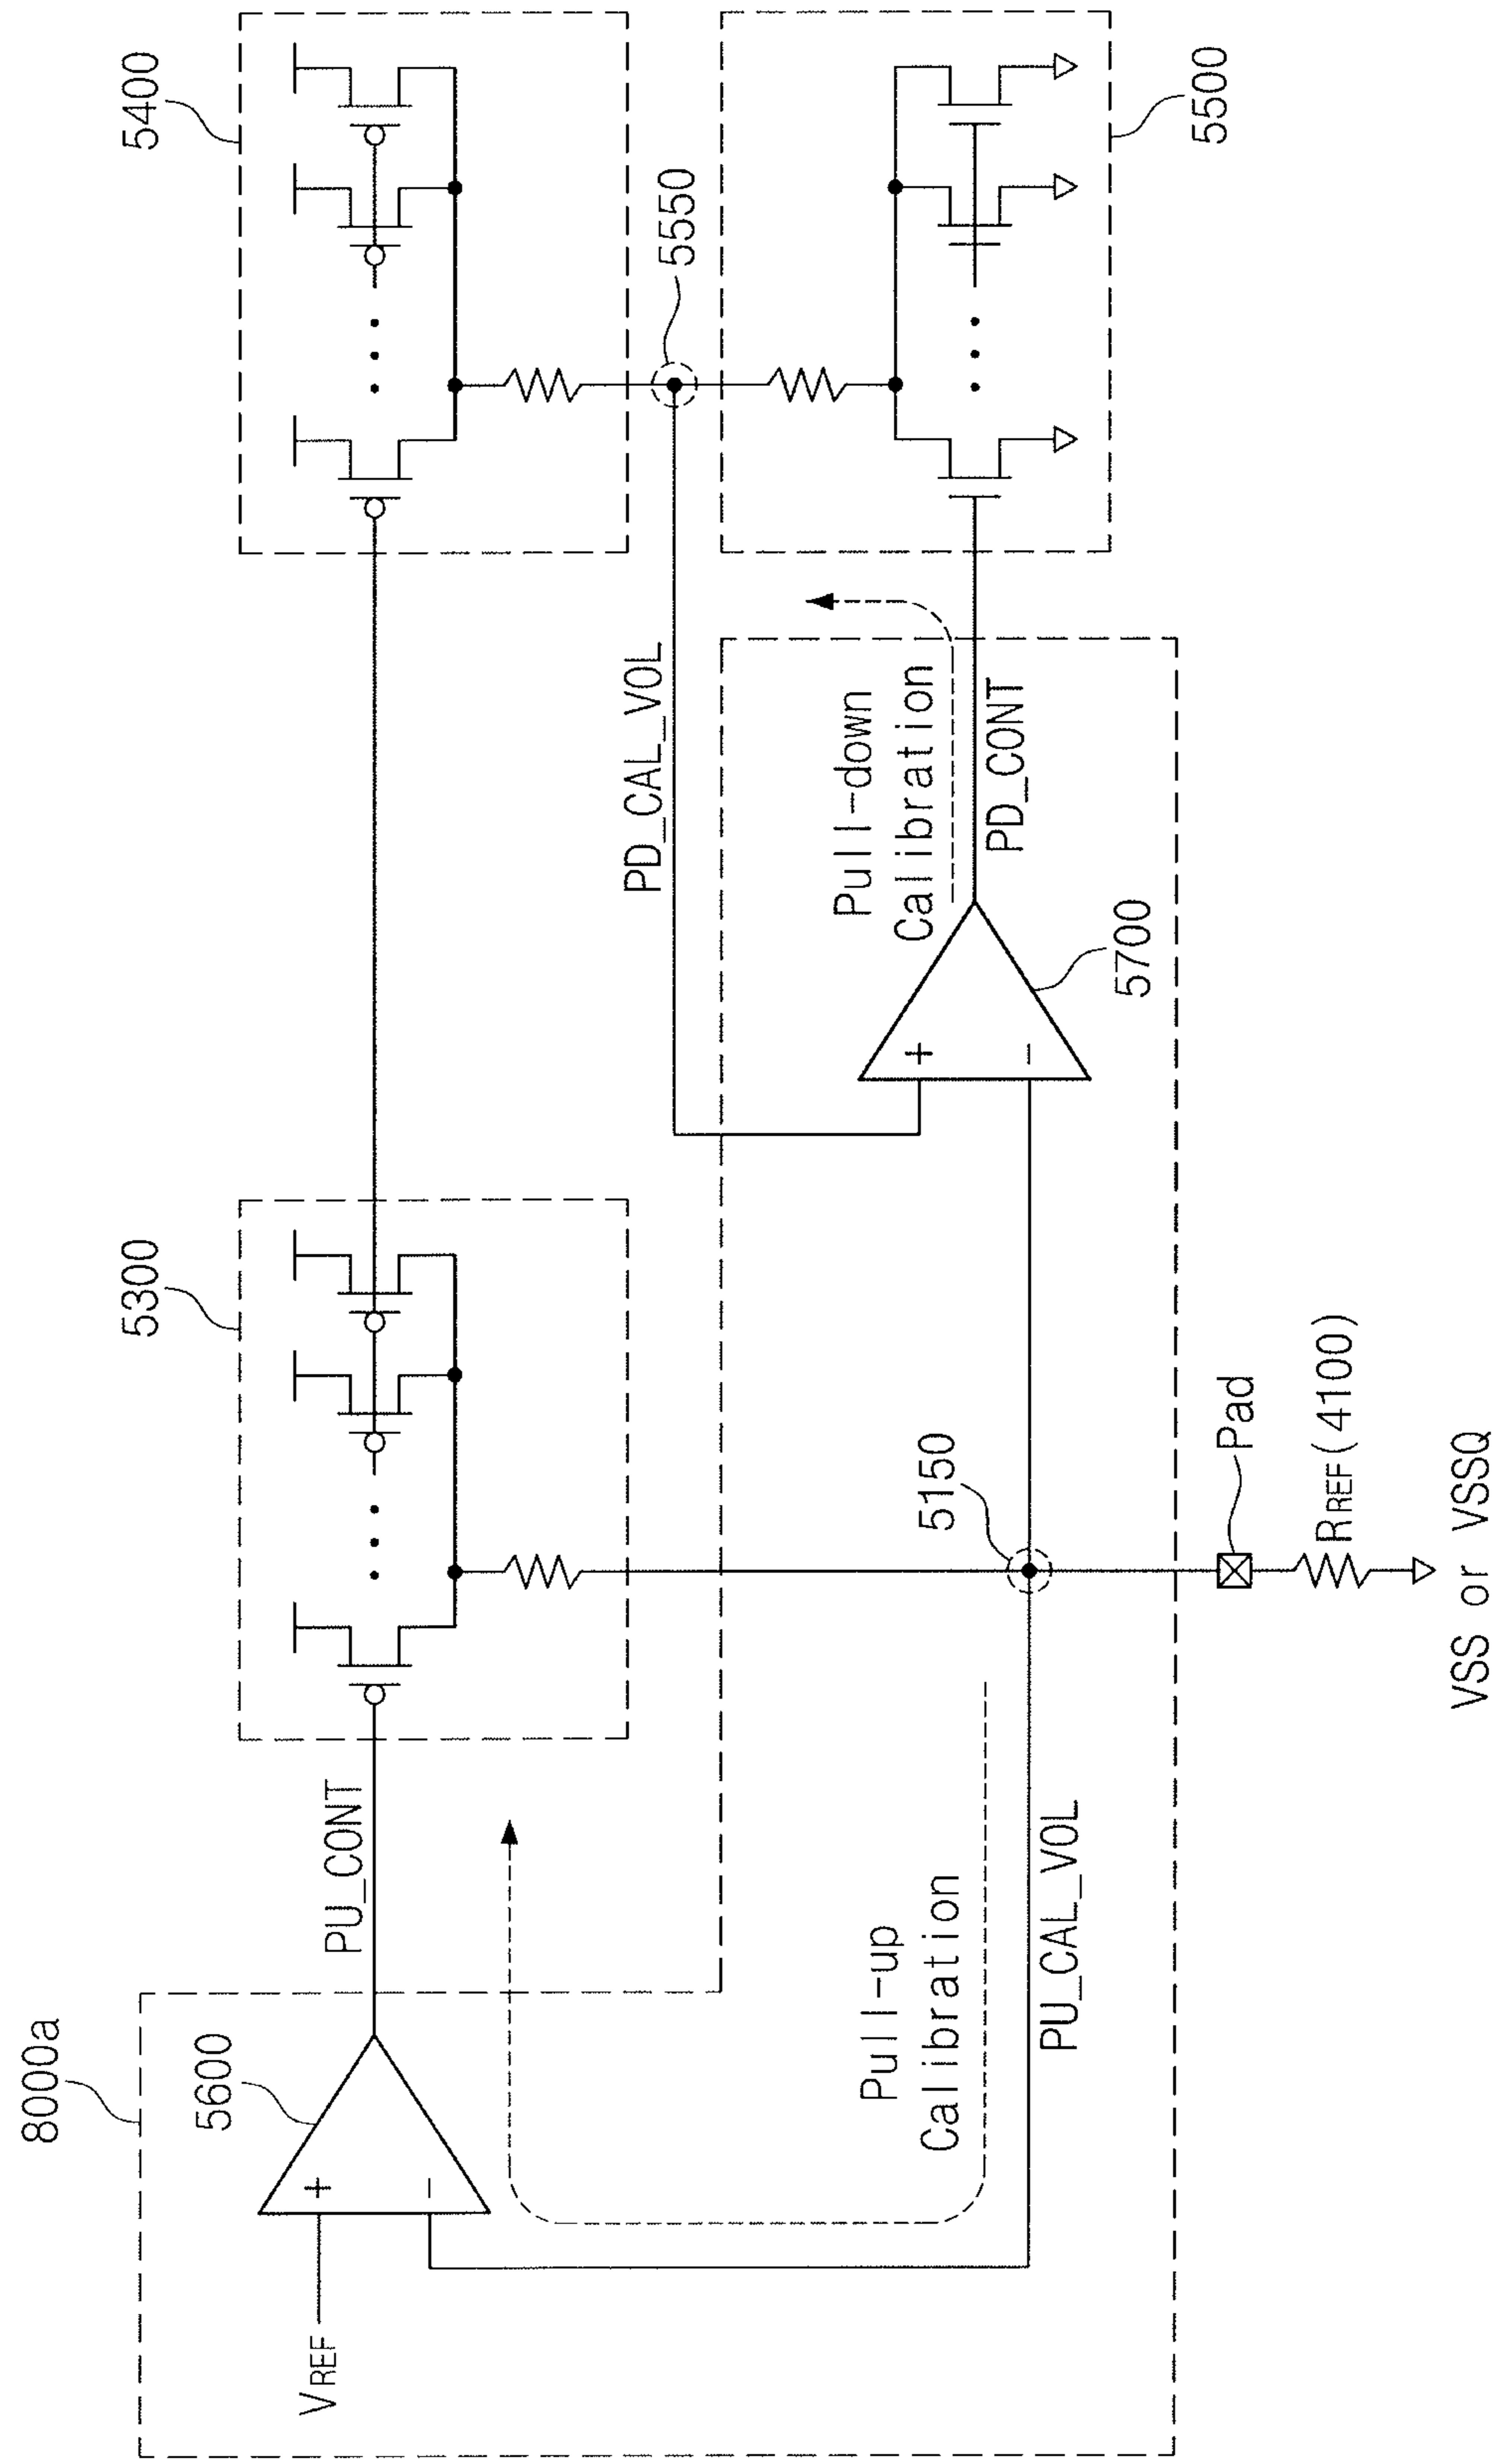 8000a
5600
VREF
+
−
PU_CONT
5300
5400
Pull-up
Calibration
PU_CAL_VOL
5150
Pad
RREF(4100)
VSS or VSSQ
PD_CAL_VOL
5550
+
−
5700
Pull-down
Calibration
PD_CONT
5500